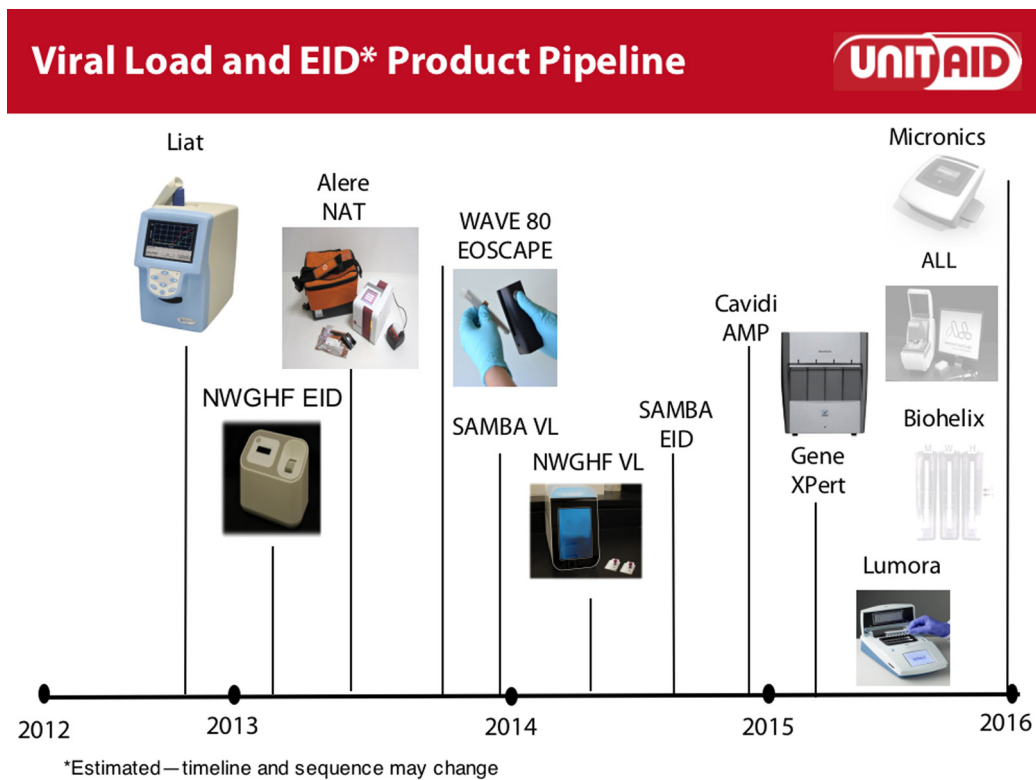 Viral Load and EID* Product Pipeline
UNITAID
Liat
Alere
NAT
WAVE 80
EOSCAPE
Micronics
ALL
Cavidi
AMP
NWGHF EID
SAMBA VL
NWGHF VL
SAMBA
EID
Gene
XPert
Biohelix
Lumora
2012
2013
2014
2015
2016
*Estimated—timeline and sequence may change